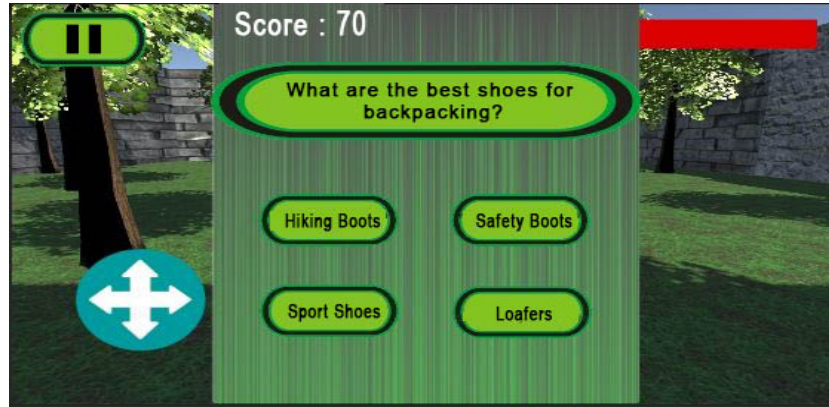 Score : 70
What are the best shoes for
backpacking?
Hiking Boots
Safety Boots
Sport Shoes
Loafers